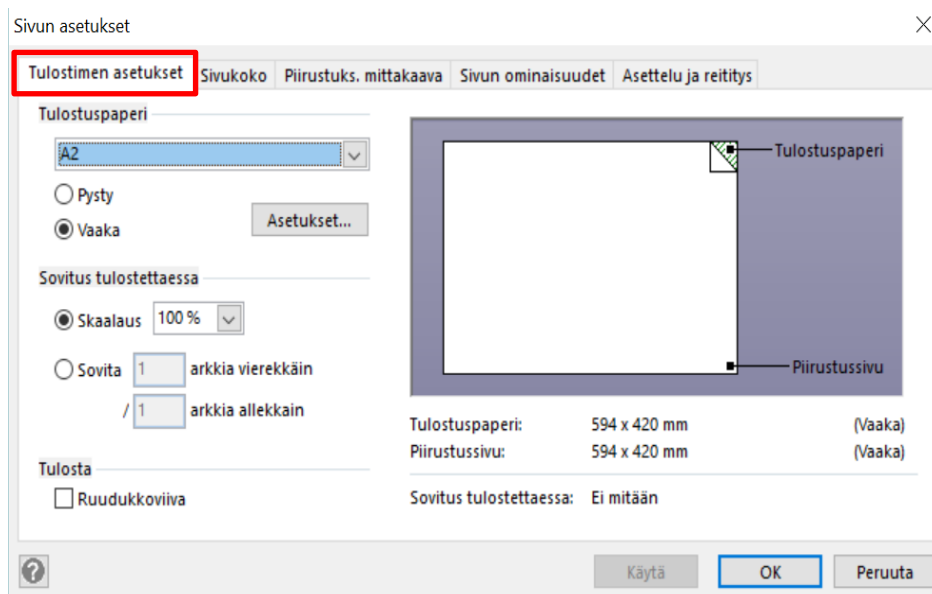 Sivun asetukset
Tulostimen asetukset Sivukoko Piirustuks. mittakaava Sivun ominaisuudet Asettelu ja reititys
Tulostuspaperi
A2
Pysty
Vaaka
Asetukset...
Sovitus tulostettaessa
Skaalaus 100 %
Sovita 1 arkkia vierekkäin
/ 1 arkkia allekkain
Tulosta
Ruudukkoviiva
Tulostuspaperi
Piirustussivu
Tulostuspaperi: 594 x 420 mm (Vaaka)
Piirustussivu: 594 x 420 mm (Vaaka)
Sovitus tulostettaessa: Ei mitään
?
Käytä OK Peruuta